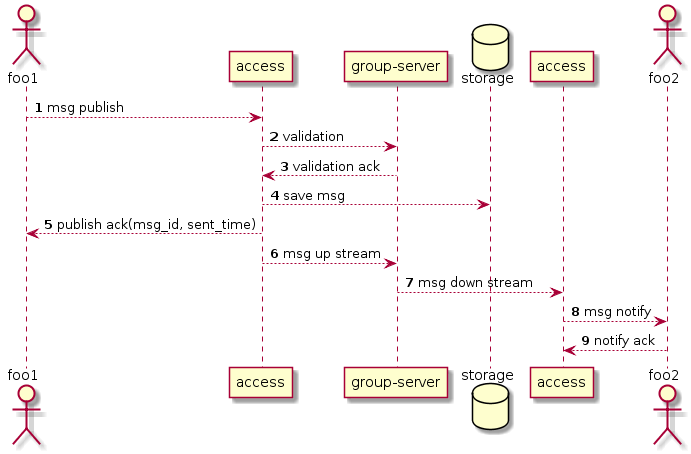 foo1
access
group-server
storage
access
foo2
1 msg publish
2 validation
3 validation ack
4 save msg
5 publish ack(msg_id, sent_time)
6 msg up stream
7 msg down stream
8 msg notify
9 notify ack
foo1
access
group-server
storage
access
foo2